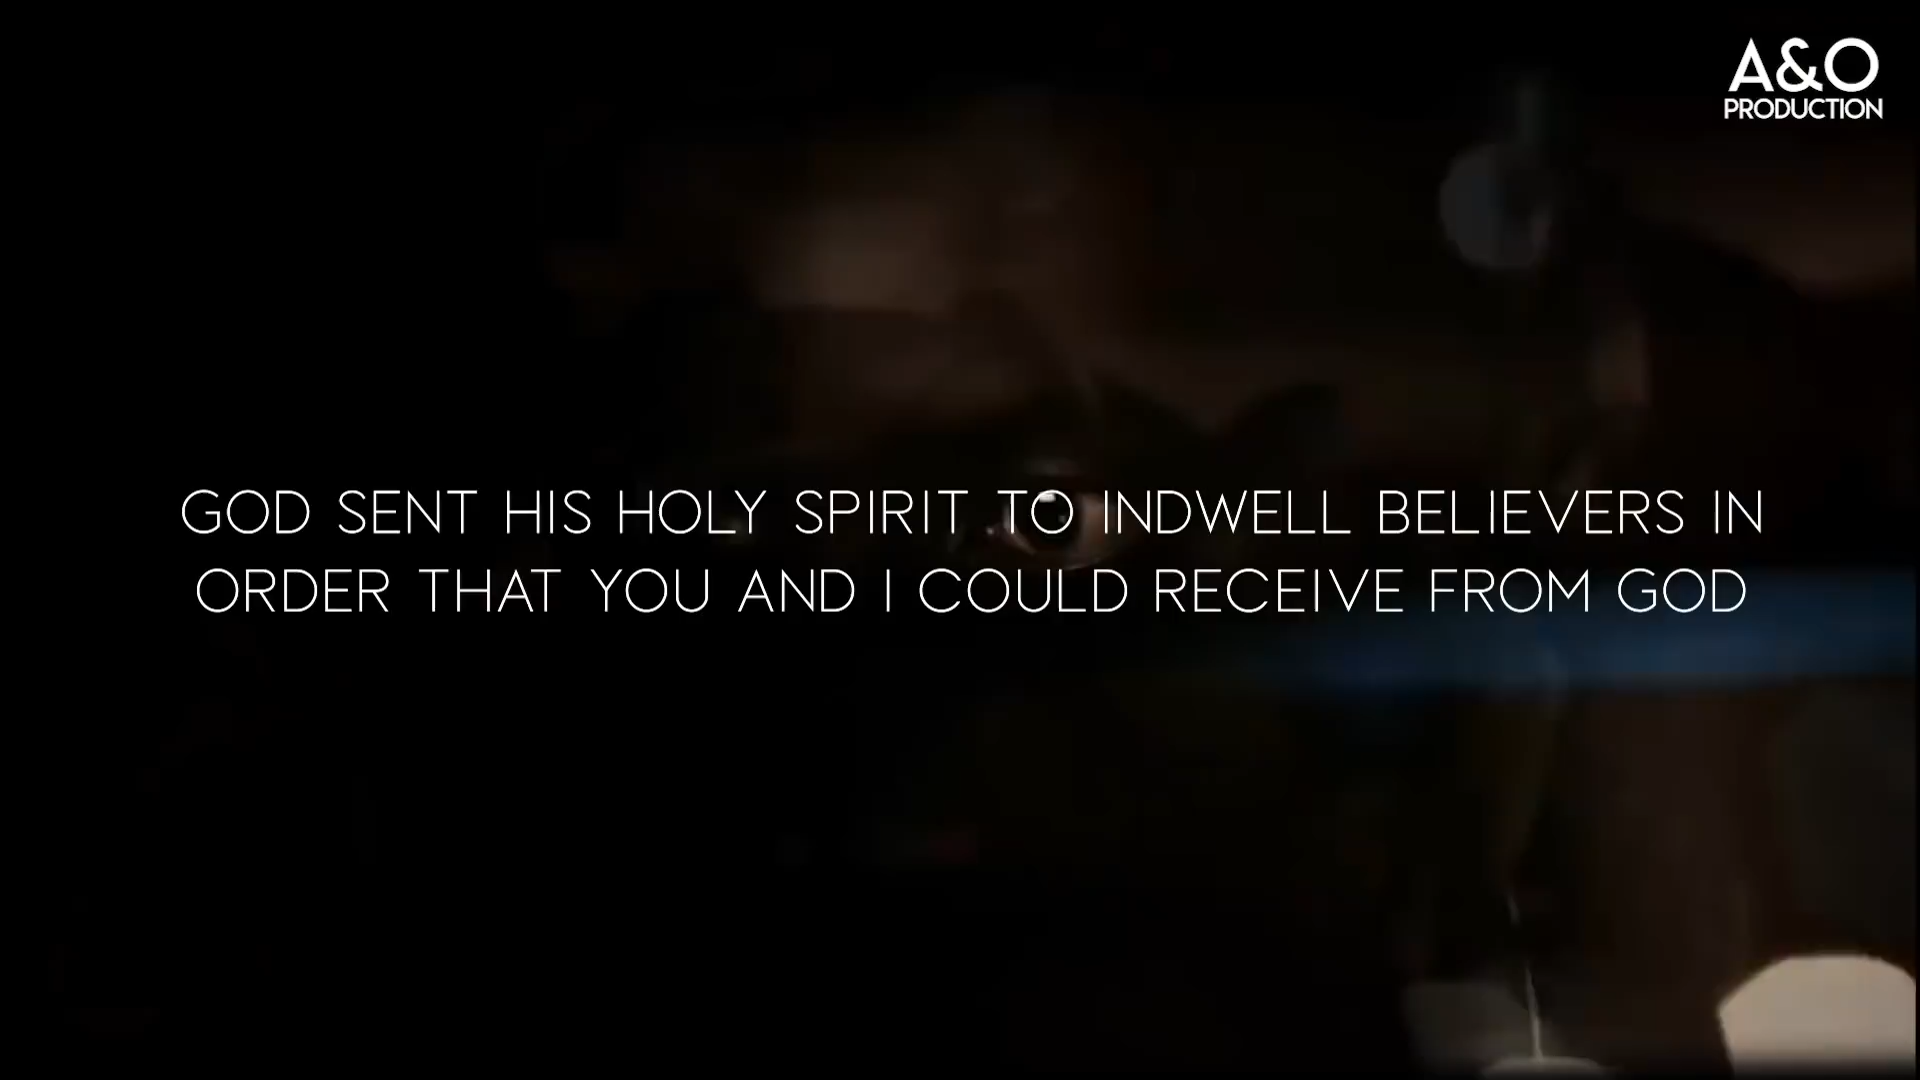 A&O
PRODUCTION
GOD SENT HIS HOLY SPIRIT TO INDWELL BELIEVERS IN
ORDER THAT YOU AND I COULD RECEIVE FROM GOD